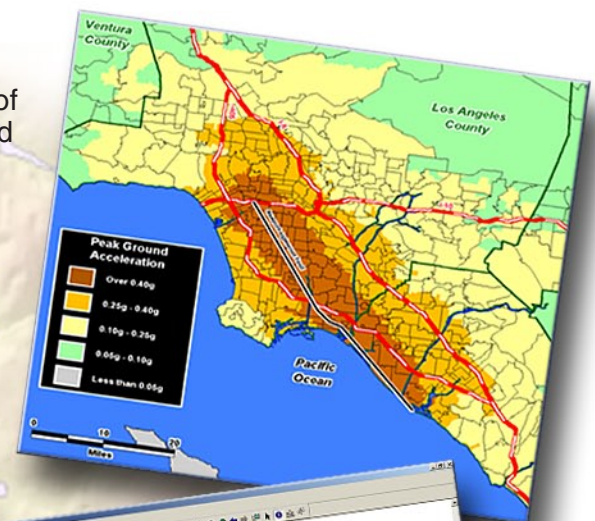 of
d
Ventura
County
Los Angeles
County
Peak Ground
Acceleration
Over 0.40g
0.25g - 0.40g
0.10g - 0.25g
0.05g - 0.10g
Less than 0.05g
Pacific
Ocean
0 10 20
Miles